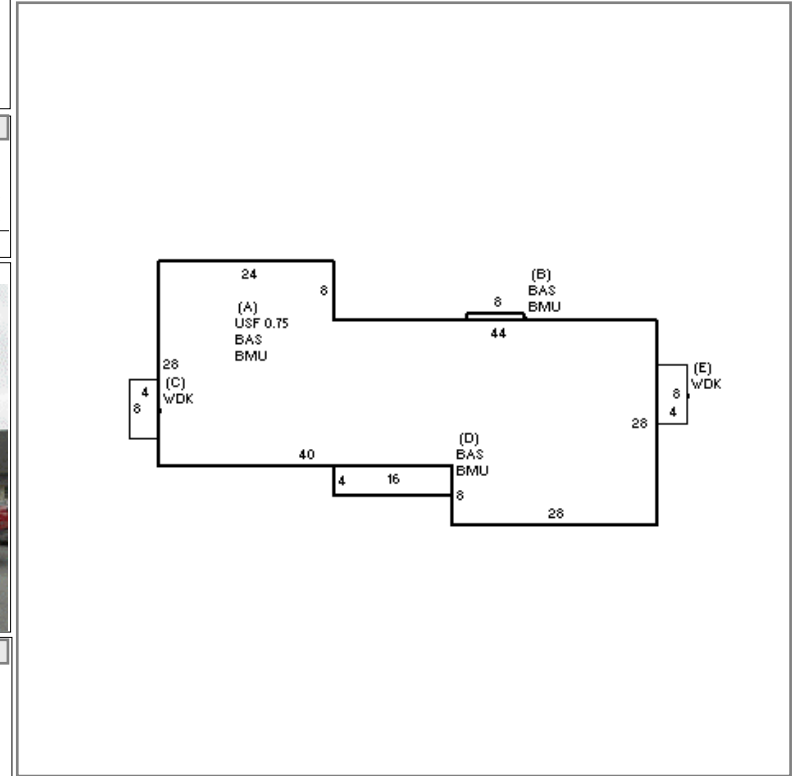 24
8
(A)
USF 0.75
BAS
BMU
8
(B)
BAS
BMU
44
28
(C)
WDK
4
8
(E)
WDK
8
4
28
40
(D)
BAS
BMU
4
16
8
28